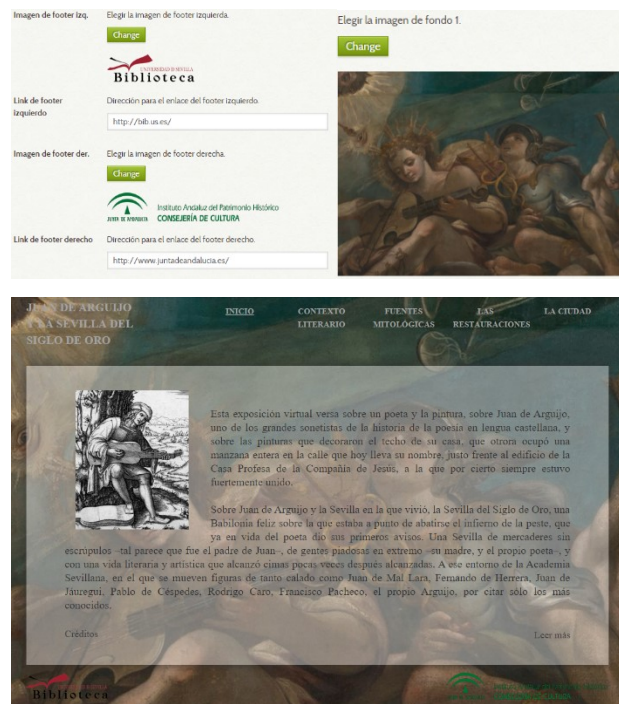 Imagen de footer izq.
Elegir la imagen de footer izquierda.
Change
UNIVERSIDAD D SEVILLA
Biblioteca
Link de footer
izquierdo
Dirección para el enlace del footer izquierdo.
http://bib.us.es/
Imagen de footer der.
Elegir la imagen de footer derecha.
Change
JUNTA DE ANDALUCIA
Instituto Andaluz del Patrimonio Histórico
CONSEJERÍA DE CULTURA
Link de footer derecho
Dirección para el enlace del footer derecho.
http://www.juntadeandalucia.es/
Elegir la imagen de fondo 1.
Change
JUAN DE ARGUIJO
Y LA SEVILLA DEL
SIGLO DE ORO
INICIO
CONTEXTO
LITERARIO
FUENTES
MITOLÓGICAS
LAS
RESTAURACIONES
LA CIUDAD
Esta exposición virtual versa sobre un poeta y la pintura, sobre Juan de Arguijo,
uno de los grandes sonetistas de la historia de la poesía en lengua castellana, y
sobre las pinturas que decoraron el techo de su casa, que otrora ocupó una
manzana entera en la calle que hoy lleva su nombre, justo frente al edificio de la
Casa Profesa de la Compañía de Jesús, a la que por cierto siempre estuvo
fuertemente unido.
Sobre Juan de Arguijo y la Sevilla en la que vivió, la Sevilla del Siglo de Oro, una
Babilonia feliz sobre la que estaba a punto de abatirse el infierno de la peste, que
ya en vida del poeta dio sus primeros avisos. Una Sevilla de mercaderes sin
escrúpulos –tal parece que fue el padre de Juan–, de gentes piadosas en extremo –su madre, y el propio poeta–, y
con una vida literaria y artística que alcanzó cimas pocas veces después alcanzadas. A ese entorno de la Academia
Sevillana, en el que se mueven figuras de tanto calado como Juan de Mal Lara, Fernando de Herrera, Juan de
Jáuregui, Pablo de Céspedes, Rodrigo Caro, Francisco Pacheco, el propio Arguijo, por citar sólo los más
conocidos.
Créditos
Leer más
Biblioteca